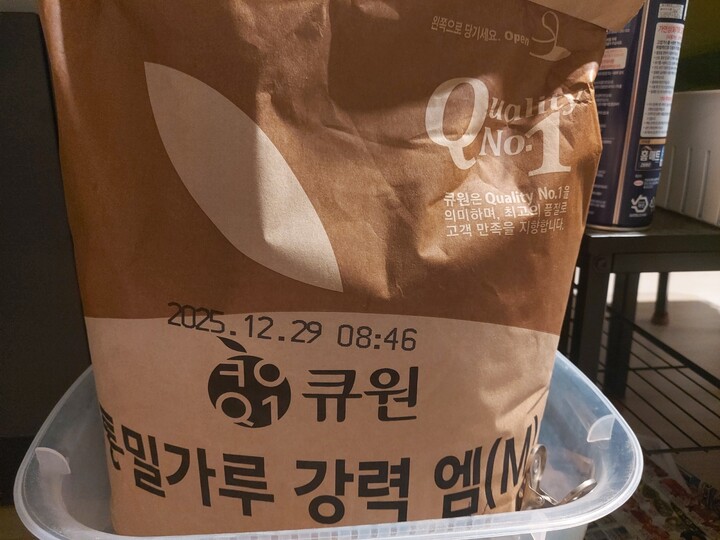 왼쪽으로 당기세요. open
Quality
No.1
큐원은 Quality No.1을
의미하며, 최고의 품질로
고객 만족을 지향합니다.
2025.12.29 08:46
Q1
큐원
밀가루 강력 엠(M)